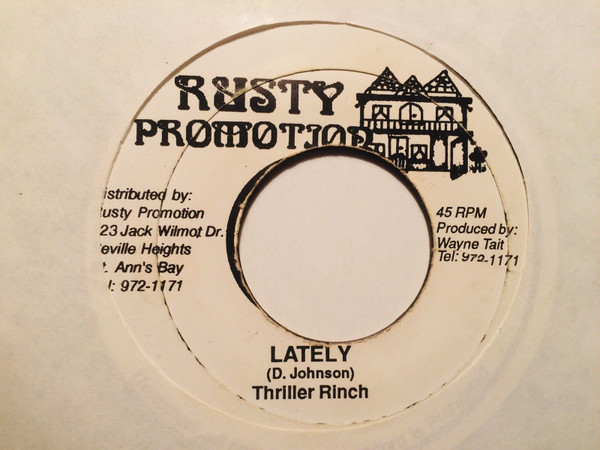 RUSTY
PROMOTION
istributed by:
usty Promotion
23 Jack Wilmot Dr.
eville Heights
t. Ann's Bay
l: 972-1171
45 RPM
Produced by:
Wayne Tait
Tel: 972-1171
LATELY
(D. Johnson)
Thriller Rinch